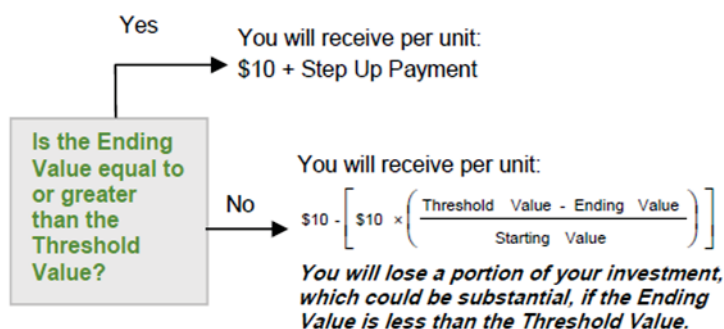 Yes
You will receive per unit:
$10 + Step Up Payment
Is the Ending
Value equal to
or greater
than the
Threshold
Value?
No
You will receive per unit:
$10 - [ $10 × ( Threshold Value - Ending Value
Starting Value ) ]
You will lose a portion of your investment,
which could be substantial, if the Ending
Value is less than the Threshold Value.